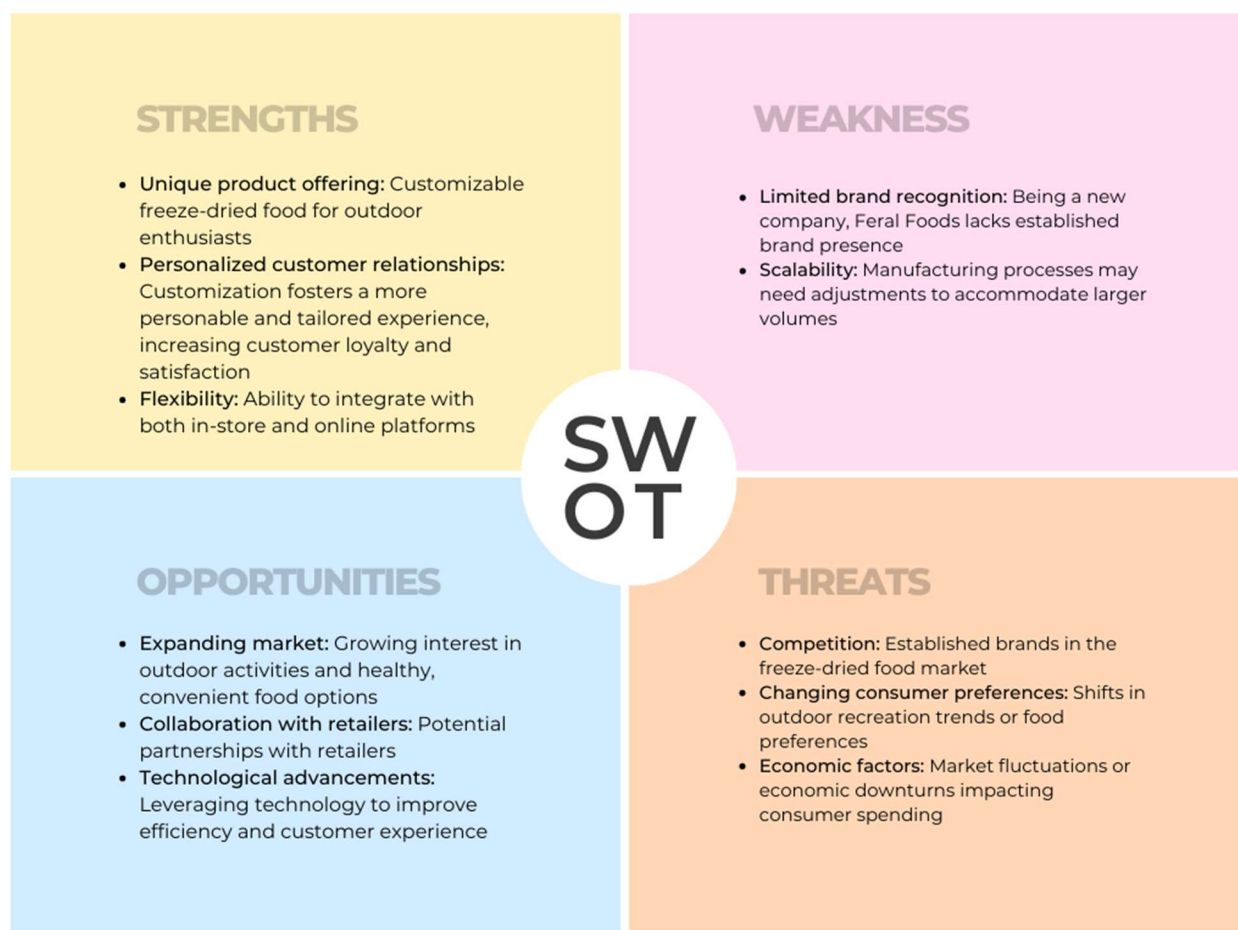 STRENGTHS
• Unique product offering: Customizable
freeze-dried food for outdoor
enthusiasts
• Personalized customer relationships:
Customization fosters a more
personable and tailored experience,
increasing customer loyalty and
satisfaction
• Flexibility: Ability to integrate with
both in-store and online platforms
WEAKNESS
• Limited brand recognition: Being a new
company, Feral Foods lacks established
brand presence
• Scalability: Manufacturing processes may
need adjustments to accommodate larger
volumes
SW
OT
OPPORTUNITIES
• Expanding market: Growing interest in
outdoor activities and healthy,
convenient food options
• Collaboration with retailers: Potential
partnerships with retailers
• Technological advancements:
Leveraging technology to improve
efficiency and customer experience
THREATS
• Competition: Established brands in the
freeze-dried food market
• Changing consumer preferences: Shifts in
outdoor recreation trends or food
preferences
• Economic factors: Market fluctuations or
economic downturns impacting
consumer spending